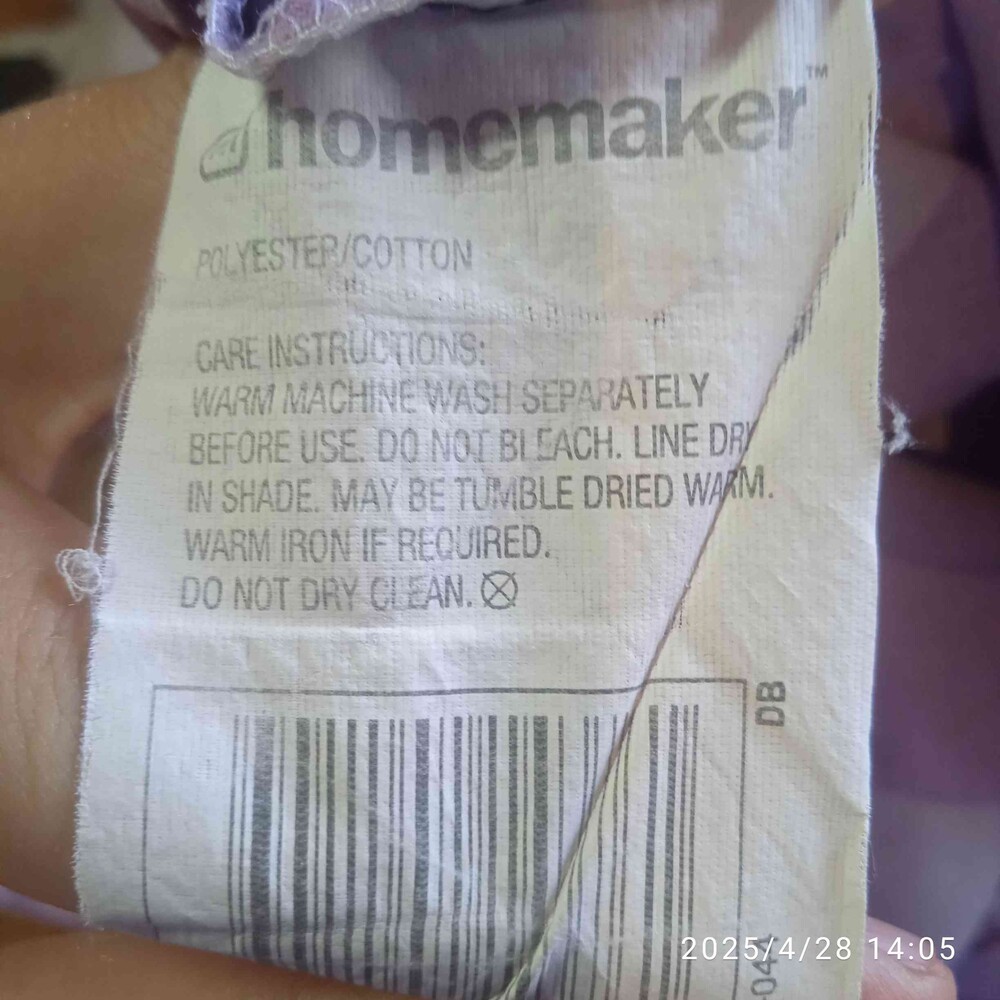 homemaker™
POLYESTER/COTTON
CARE INSTRUCTIONS:
WARM MACHINE WASH SEPARATELY
BEFORE USE. DO NOT BLEACH. LINE DRY
IN SHADE. MAY BE TUMBLE DRIED WARM.
WARM IRON IF REQUIRED.
DO NOT DRY CLEAN.
DB
2025/4/28 14:05